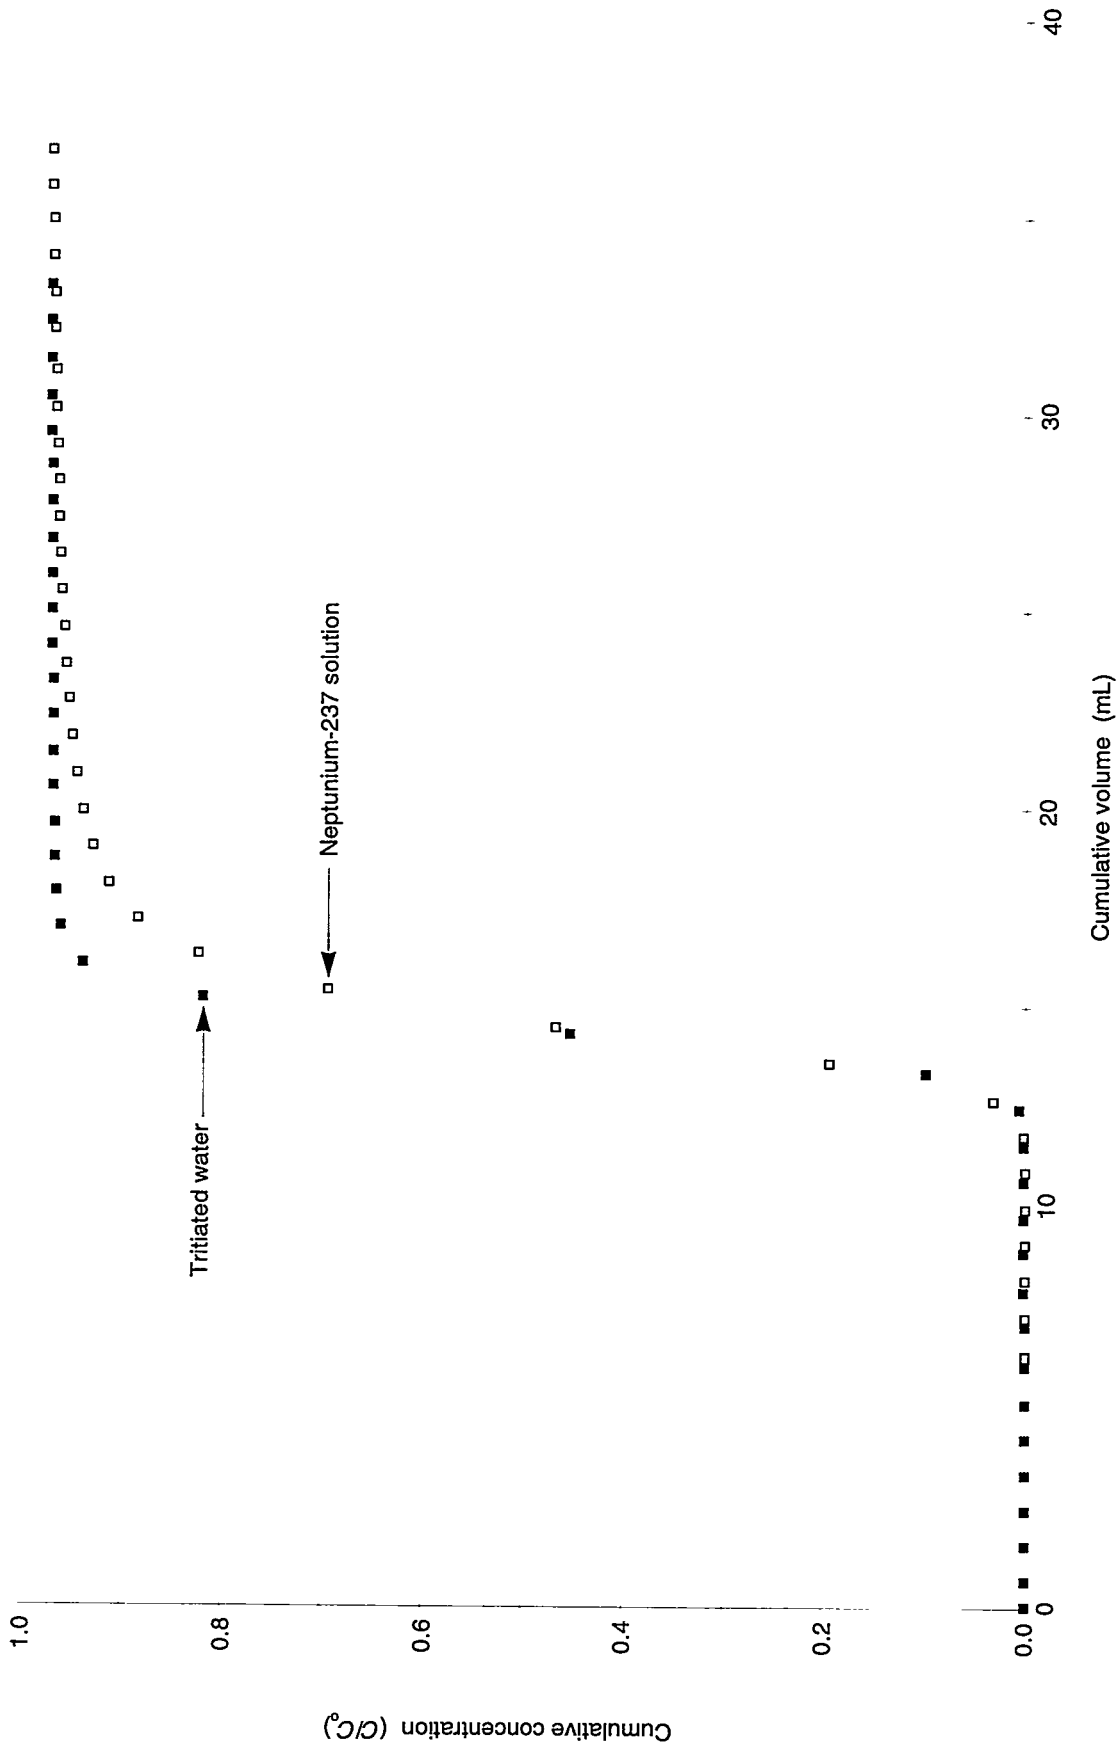 Cumulative concentration (C/C₀)
1.0
0.8
0.6
0.4
0.2
0.0
Tritiated water
Neptunium-237 solution
0
10
20
30
40
Cumulative volume (mL)